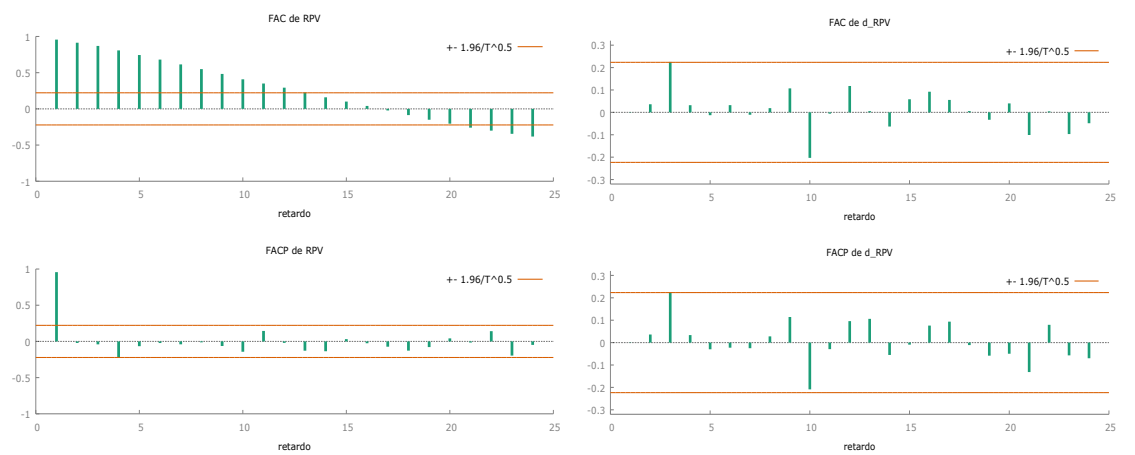 FAC de RPV
+- 1.96/T^0.5
1
0.5
0
-0.5
-1
0 5 10 15 20 25
retardo
FACP de RPV
+- 1.96/T^0.5
1
0.5
0
-0.5
-1
0 5 10 15 20 25
retardo
FAC de d_RPV
+- 1.96/T^0.5
0.3
0.2
0.1
0
-0.1
-0.2
-0.3
0 5 10 15 20 25
retardo
FACP de d_RPV
+- 1.96/T^0.5
0.3
0.2
0.1
0
-0.1
-0.2
-0.3
0 5 10 15 20 25
retardo